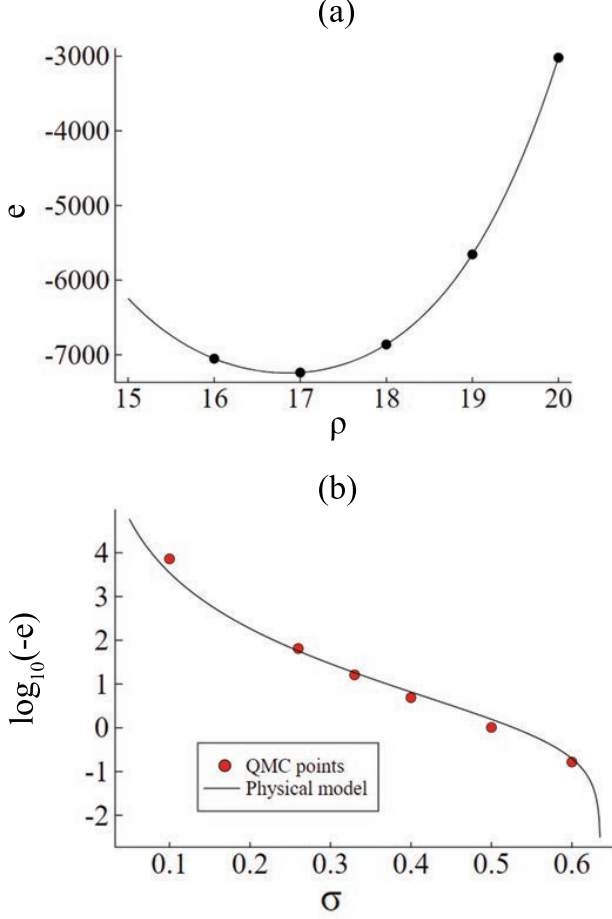 (a)
-3000
-4000
-5000
-6000
-7000
e
15 16 17 18 19 20
ρ
(b)
4
3
2
1
0
-1
-2
log₁₀(-e)
QMC points
Physical model
0.1 0.2 0.3 0.4 0.5 0.6
σ